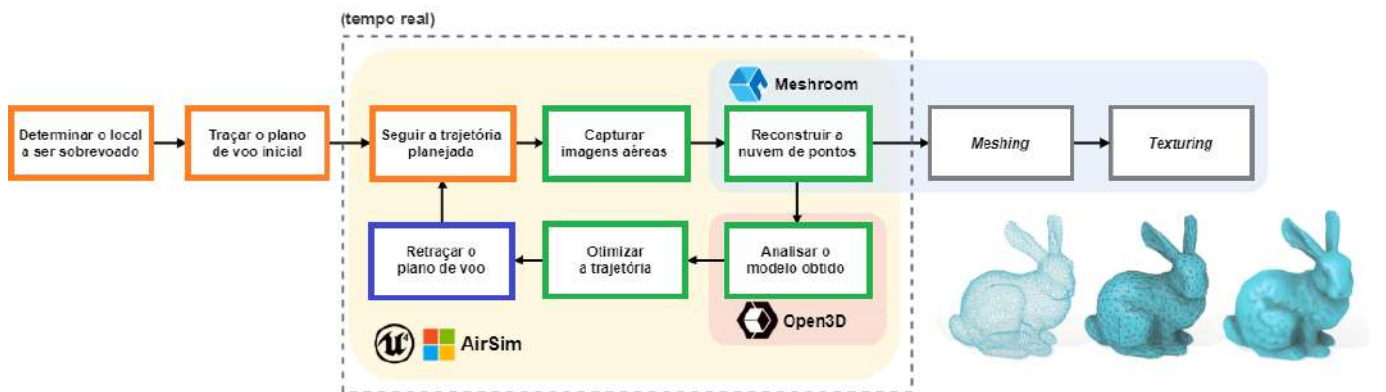 (tempo real)
Meshroom
Determinar o local
a ser sobrevoado
Traçar o plano
de voo inicial
Seguir a trajetória
planejada
Capturar
imagens aéreas
Reconstruir a
nuvem de pontos
Meshing
Texturing
Retraçar o
plano de voo
Otimizar
a trajetória
Analisar o
modelo obtido
Open3D
AirSim